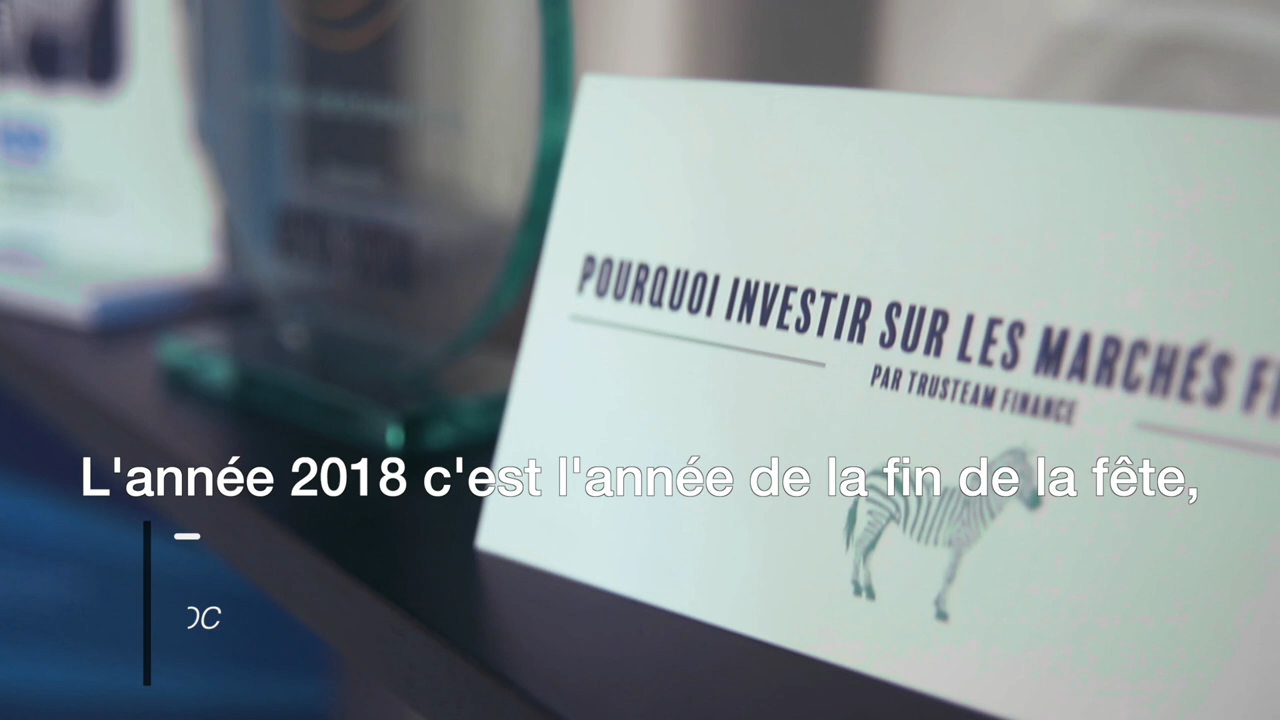 POURQUOI INVESTIR SUR LES MARCHÉS
PAR TRUSTEAM FINANCE
L'année 2018 c'est l'année de la fin de la fête,